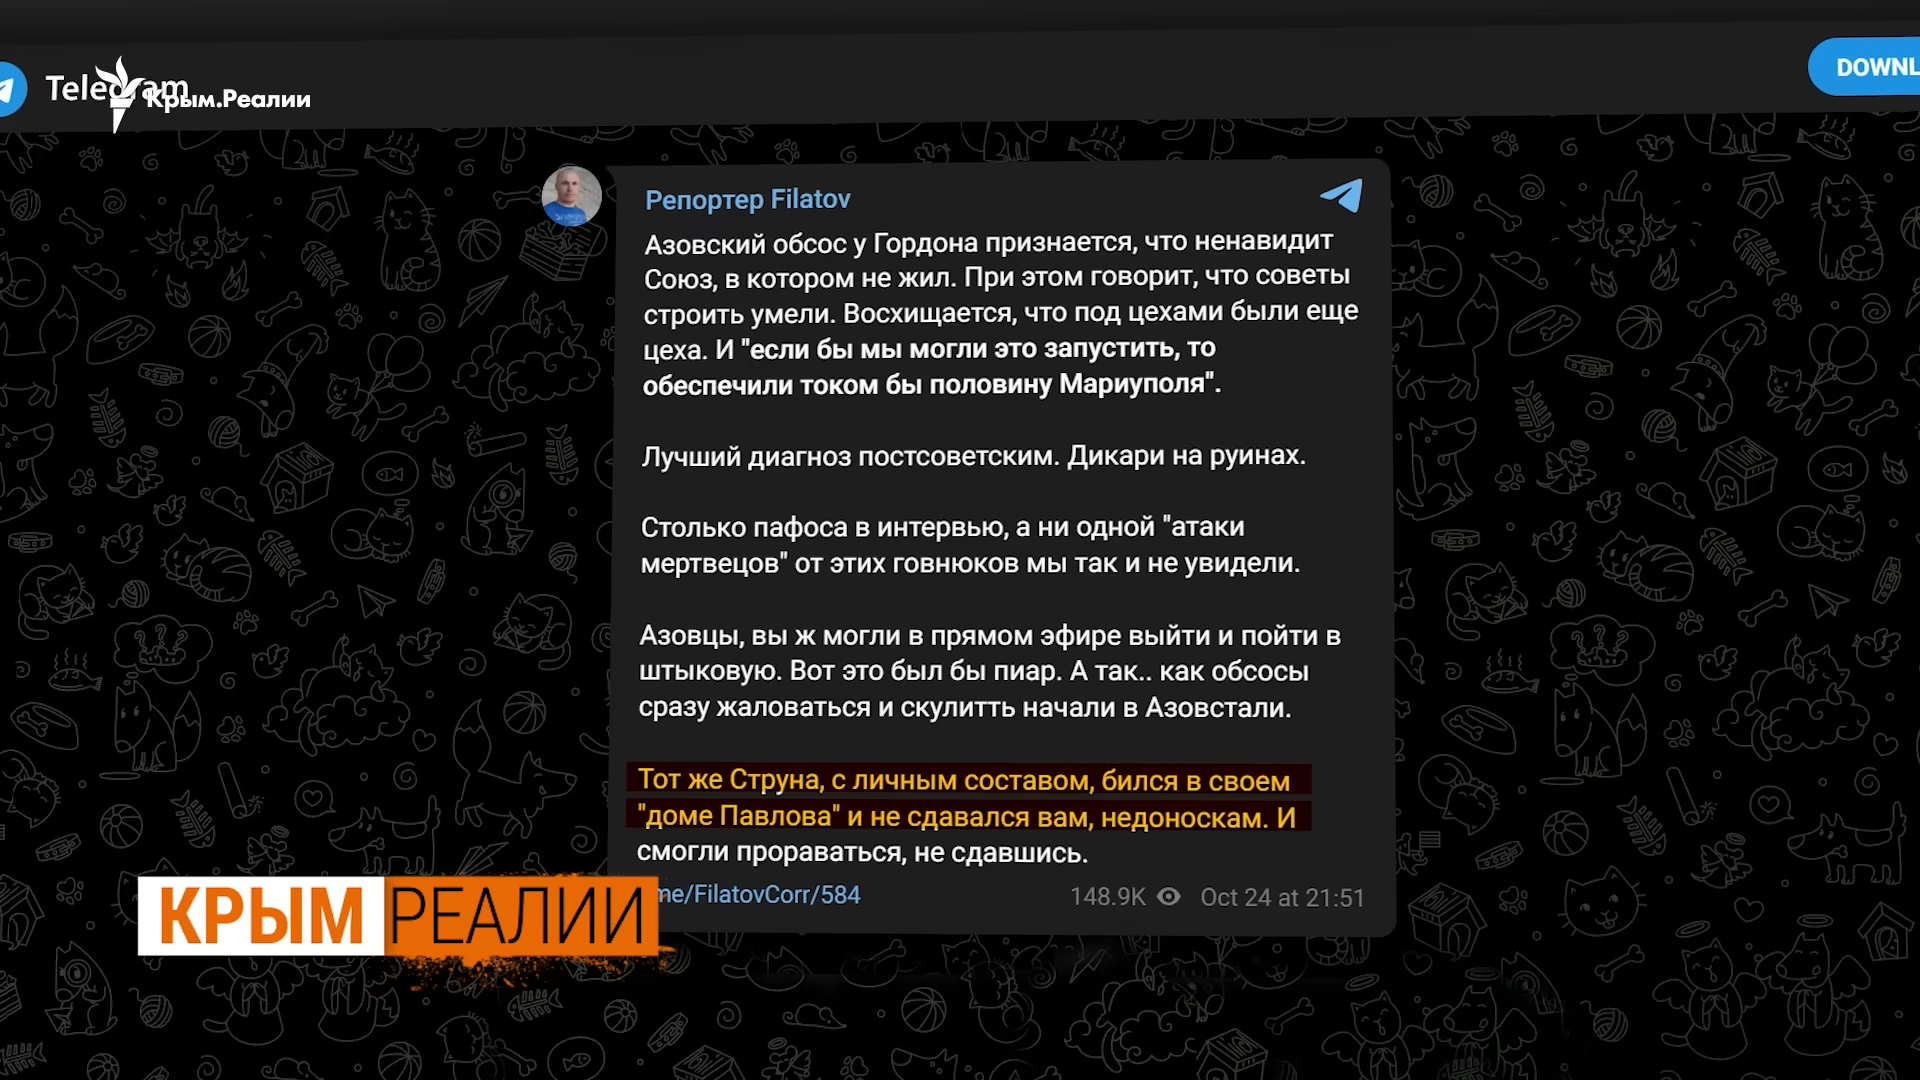 Telegram
Крым.Реалии
DOWNL
Репортер Filatov
Азовский обсос у Гордона признается, что ненавидит
Союз, в котором не жил. При этом говорит, что советы
строить умели. Восхищается, что под цехами были еще
цеха. И "если бы мы могли это запустить, то
обеспечили током бы половину Мариуполя".
Лучший диагноз постсоветским. Дикари на руинах.
Столько пафоса в интервью, а ни одной "атаки
мертвецов" от этих говнюков мы так и не увидели.
Азовцы, вы ж могли в прямом эфире выйти и пойти в
штыковую. Вот это был бы пиар. А так.. как обсосы
сразу жаловаться и скулитть начали в Азовстали.
Тот же Струна, с личным составом, бился в своем
"доме Павлова" и не сдавался вам, недоноскам. И
смогли прораваться, не сдавшись.
me/FilatovCorr/584 148.9K Oct 24 at 21:51
КРЫМ РЕАЛИИ